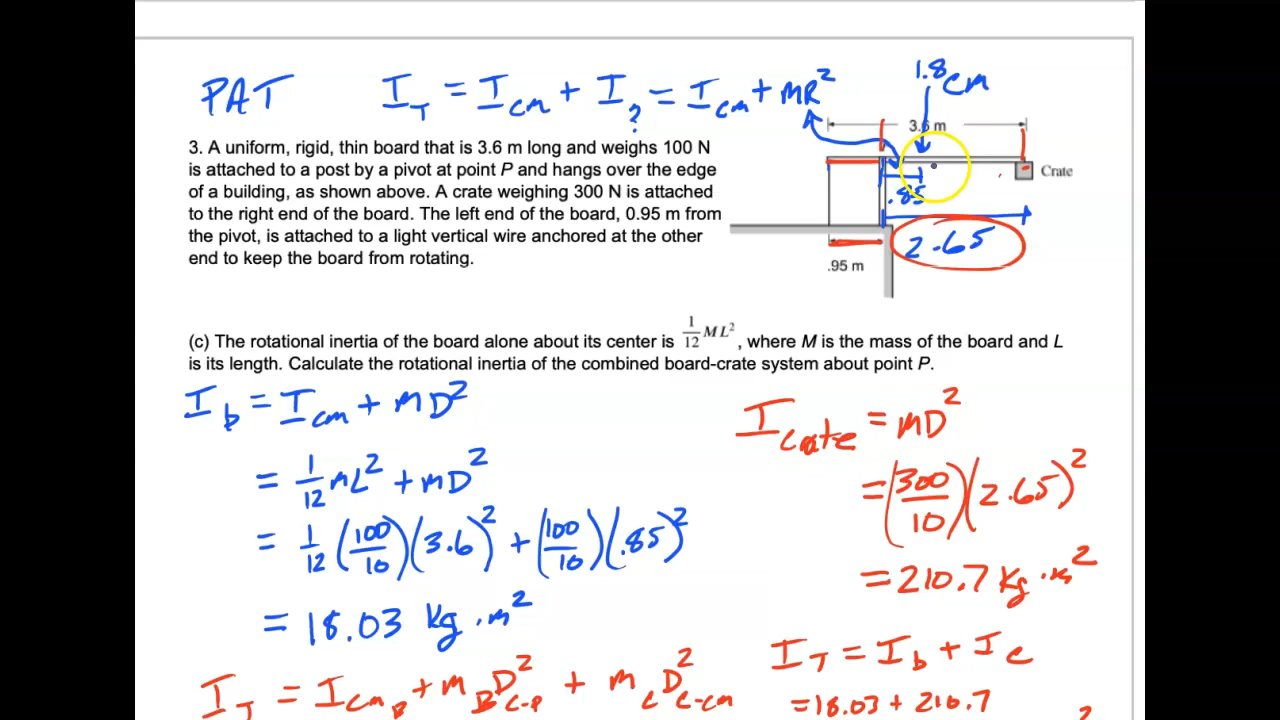 PAT I_T = I_cm + I_? = I_cm + MR²
1.8 cm
3.6 m
Crate
.85
2.65
.95 m
3. A uniform, rigid, thin board that is 3.6 m long and weighs 100 N
is attached to a post by a pivot at point P and hangs over the edge
of a building, as shown above. A crate weighing 300 N is attached
to the right end of the board. The left end of the board, 0.95 m from
the pivot, is attached to a light vertical wire anchored at the other
end to keep the board from rotating.
(c) The rotational inertia of the board alone about its center is 1/12 ML², where M is the mass of the board and L
is its length. Calculate the rotational inertia of the combined board-crate system about point P.
I_b = I_cm + mD²
= 1/12 mL² + mD²
= 1/12 (100/10)(3.6)² + (100/10)(.85)²
= 18.03 kg·m²
I_crate = mD²
= (300/10)(2.65)²
= 210.7 kg·m²
I_T = I_b + I_c
= 18.03 + 210.7
I_T = I_cm_B + m_B D²_C-P + m_C D²_C-cm
2